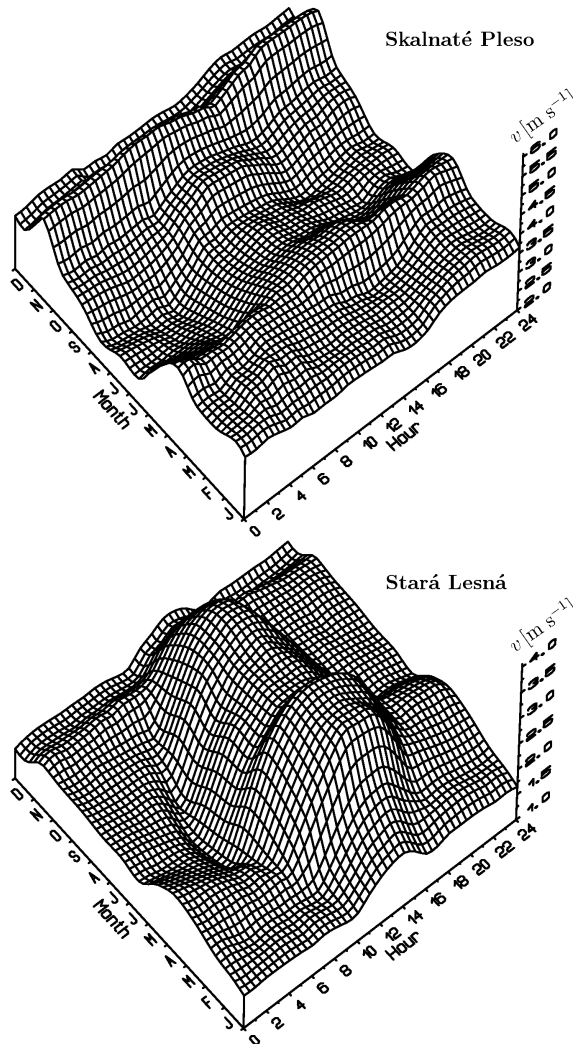 Skalnaté Pleso
v [m s⁻¹]
6.0
5.5
5.0
4.5
4.0
3.5
3.0
2.5
2.0
D N O S A J J M A M F J
Month
0 2 4 6 8 10 12 14 16 18 20 22 24
Hour
Stará Lesná
v [m s⁻¹]
4.0
3.5
3.0
2.5
2.0
1.5
1.0
D N O S A J J M A M F J
Month
0 2 4 6 8 10 12 14 16 18 20 22 24
Hour